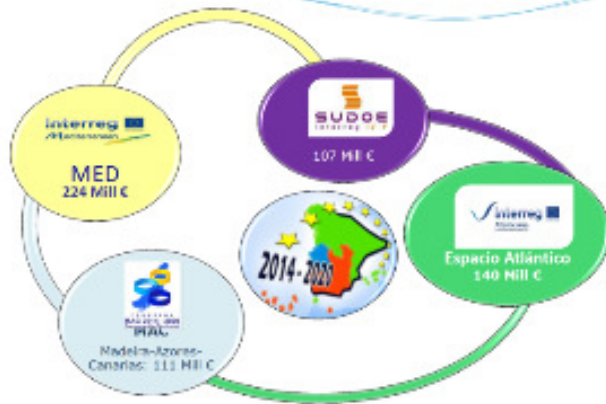 interreg
Mediterranean
MED
224 Mill €
SUDOE
107 Mill €
Interreg
Espacio Atlántico
140 Mill €
2014-2020
MAC
Madeira-Azores-
Canarias: 111 Mill €